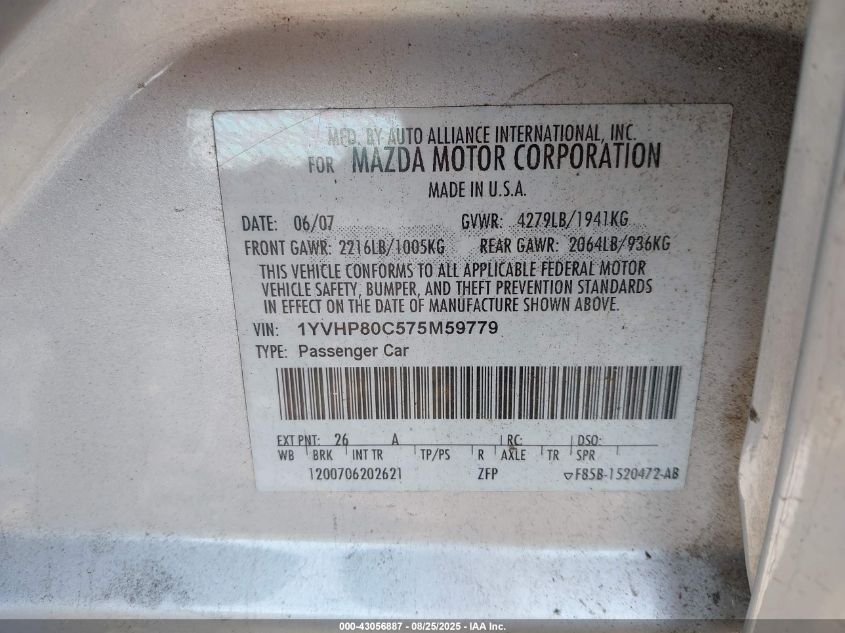 MFD. BY AUTO ALLIANCE INTERNATIONAL, INC.
FOR MAZDA MOTOR CORPORATION
MADE IN U.S.A.
DATE: 06/07 GVWR: 4279LB/1941KG
FRONT GAWR: 2216LB/1005KG REAR GAWR: 2064LB/936KG
THIS VEHICLE CONFORMS TO ALL APPLICABLE FEDERAL MOTOR
VEHICLE SAFETY, BUMPER, AND THEFT PREVENTION STANDARDS
IN EFFECT ON THE DATE OF MANUFACTURE SHOWN ABOVE.
VIN: 1YVHP80C575M59779
TYPE: Passenger Car
EXT PNT: 26 A RC: DSO:
WB BRK INT TR TP/PS R AXLE TR SPR
1200706202621 ZFP F85B-1520472-AB
000-43056887 - 08/25/2025 - IAA Inc.